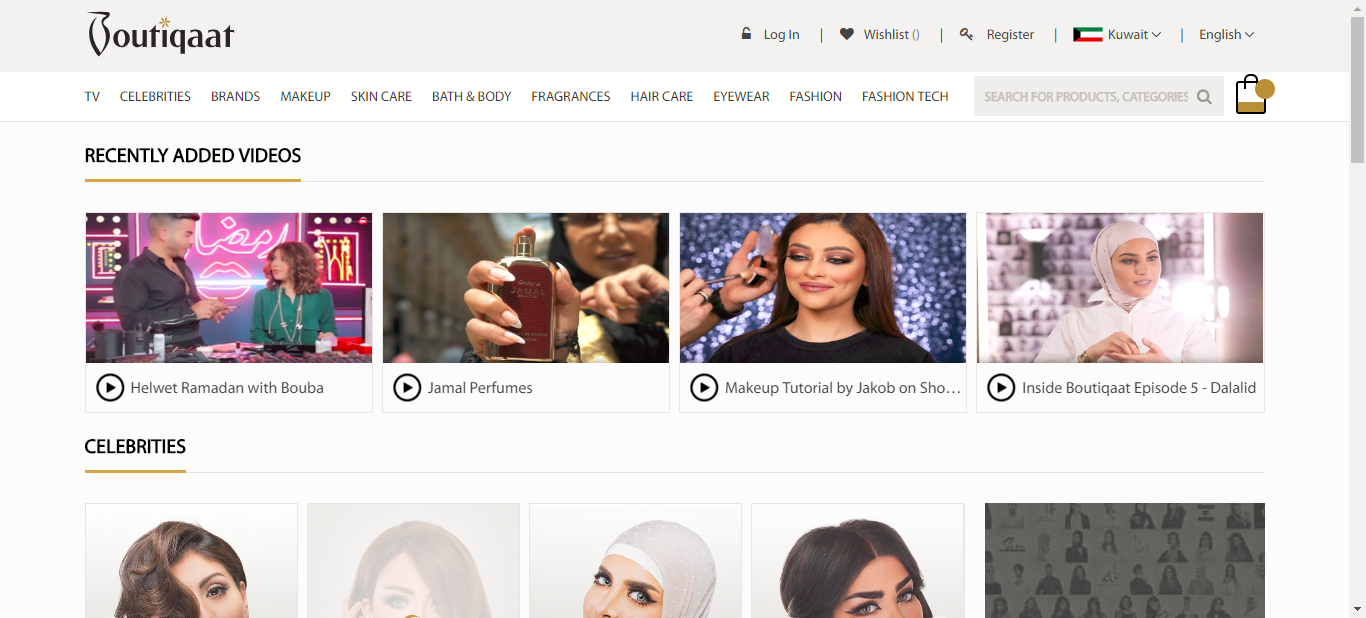 Boutiqaat
Log In | Wishlist () | Register | Kuwait | English
TV CELEBRITIES BRANDS MAKEUP SKIN CARE BATH & BODY FRAGRANCES HAIR CARE EYEWEAR FASHION FASHION TECH SEARCH FOR PRODUCTS, CATEGORIES
RECENTLY ADDED VIDEOS
رمضان
JAMAL
Helwet Ramadan with Bouba
Jamal Perfumes
Makeup Tutorial by Jakob on Sho...
Inside Boutiqaat Episode 5 - Dalalid
CELEBRITIES